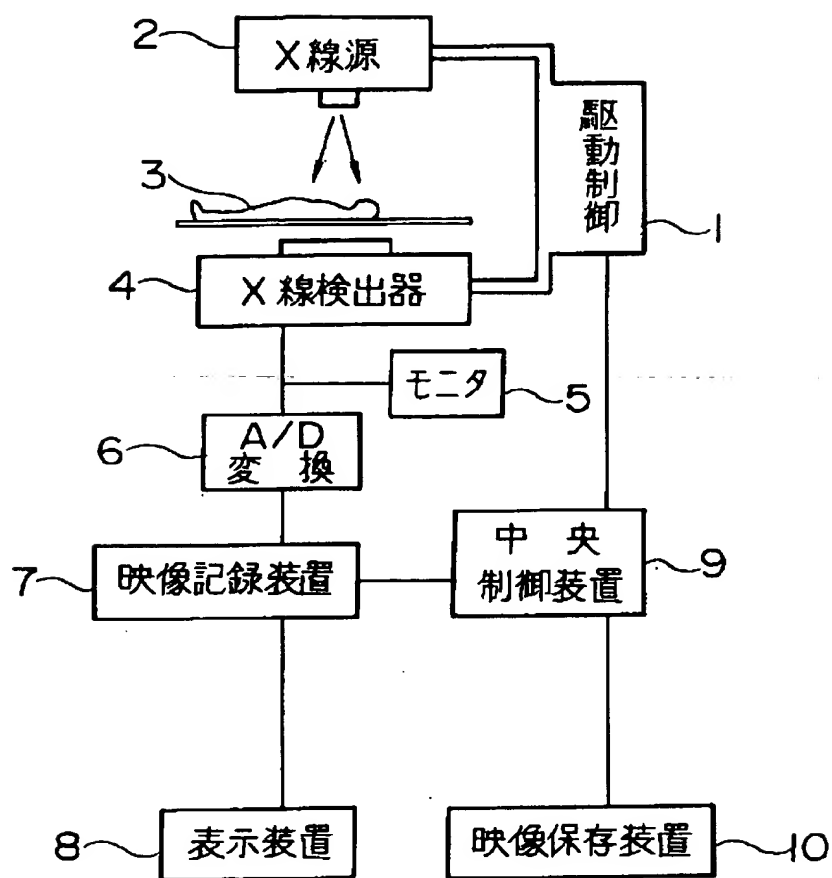 2
X線源
駆動制御
1
3
4
X線検出器
モニタ
5
6
A/D
変換
7
映像記録装置
中央
制御装置
9
8
表示装置
映像保存装置
10